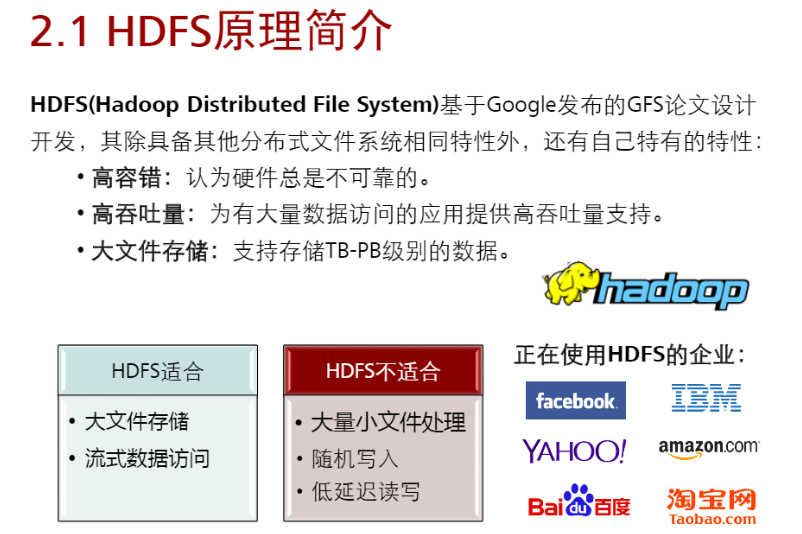 2.1 HDFS原理简介
HDFS(Hadoop Distributed File System)基于Google发布的GFS论文设计
开发，其除具备其他分布式文件系统相同特性外，还有自己特有的特性：
• 高容错：认为硬件总是不可靠的。
• 高吞吐量：为有大量数据访问的应用提供高吞吐量支持。
• 大文件存储：支持存储TB-PB级别的数据。
hadoop
HDFS适合
• 大文件存储
• 流式数据访问
HDFS不适合
• 大量小文件处理
• 随机写入
• 低延迟读写
正在使用HDFS的企业：
facebook
IBM
YAHOO!
amazon.com
Baidu百度
淘宝网
Taobao.com